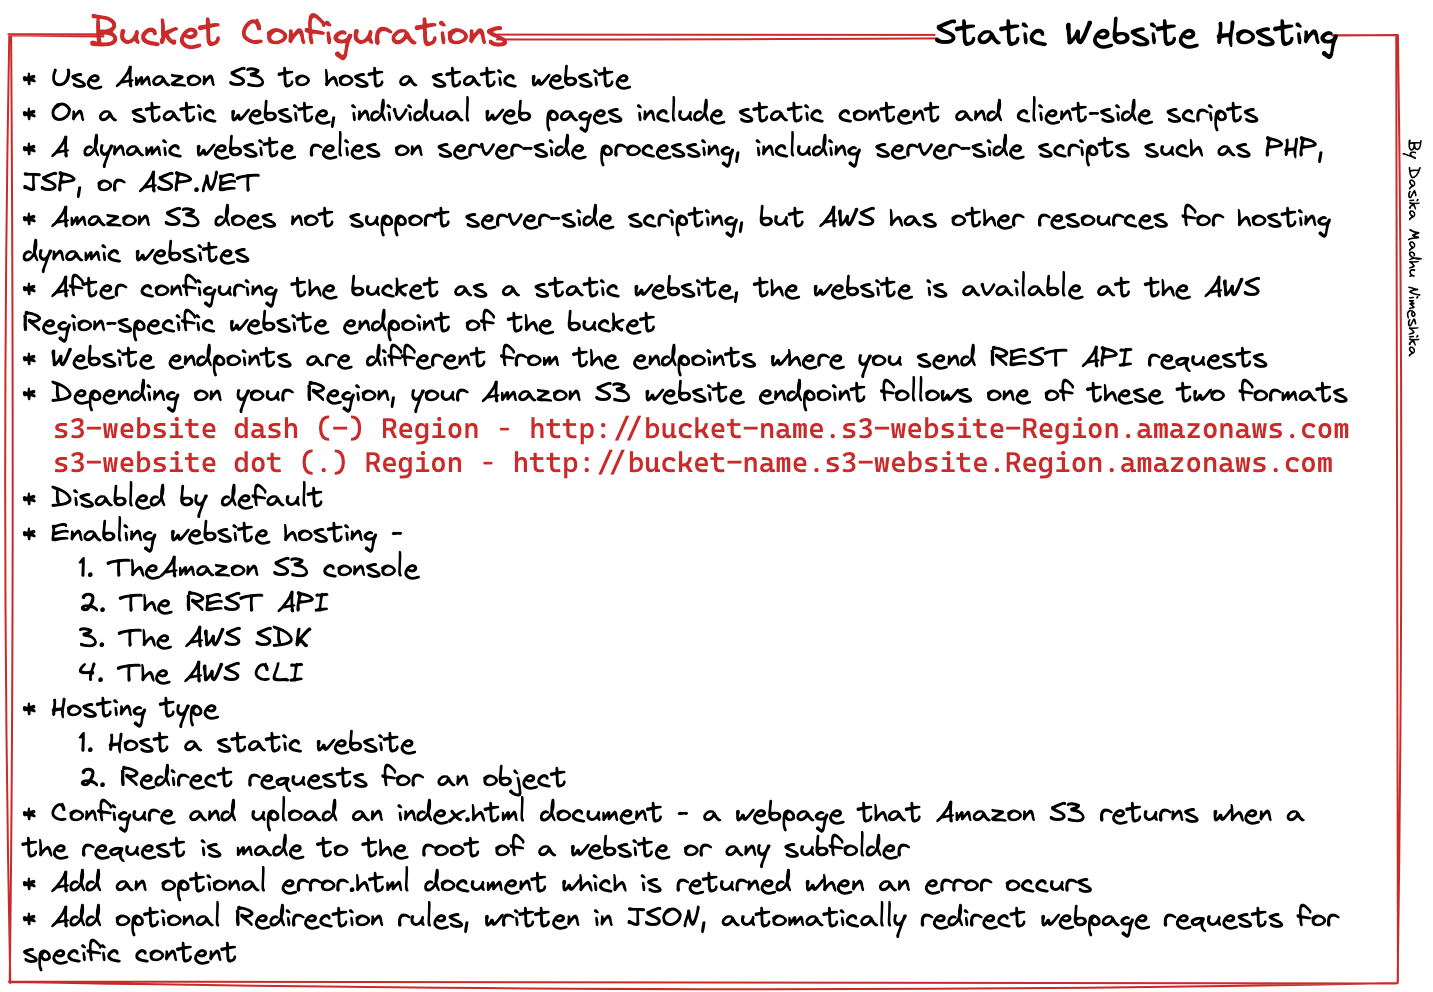 Bucket Configurations
Static Website Hosting
* Use Amazon S3 to host a static website
* On a static website, individual web pages include static content and client-side scripts
* A dynamic website relies on server-side processing, including server-side scripts such as PHP,
JSP, or ASP.NET
* Amazon S3 does not support server-side scripting, but AWS has other resources for hosting
dynamic websites
* After configuring the bucket as a static website, the website is available at the AWS
Region-specific website endpoint of the bucket
* Website endpoints are different from the endpoints where you send REST API requests
* Depending on your Region, your Amazon S3 website endpoint follows one of these two formats
s3-website dash (-) Region - http://bucket-name.s3-website-Region.amazonaws.com
s3-website dot (.) Region - http://bucket-name.s3-website.Region.amazonaws.com
* Disabled by default
* Enabling website hosting -
1. TheAmazon S3 console
2. The REST API
3. The AWS SDK
4. The AWS CLI
* Hosting type
1. Host a static website
2. Redirect requests for an object
* Configure and upload an index.html document - a webpage that Amazon S3 returns when a
the request is made to the root of a website or any subfolder
* Add an optional error.html document which is returned when an error occurs
* Add optional Redirection rules, written in JSON, automatically redirect webpage requests for
specific content
By Dasika Madhu Nimeshika